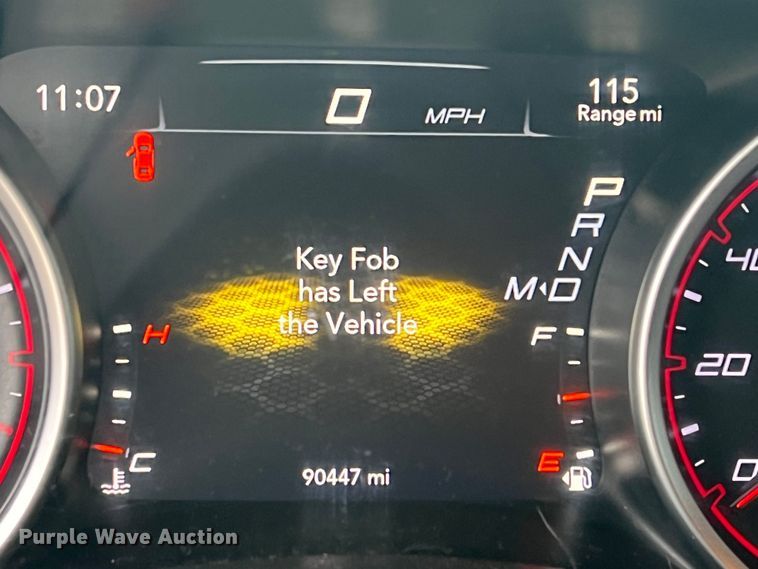 11:07
0 MPH
115
Range mi
P
R
N
M D
Key Fob
has Left
the Vehicle
H
F
C
E
90447 mi
40
20
0
Purple Wave Auction